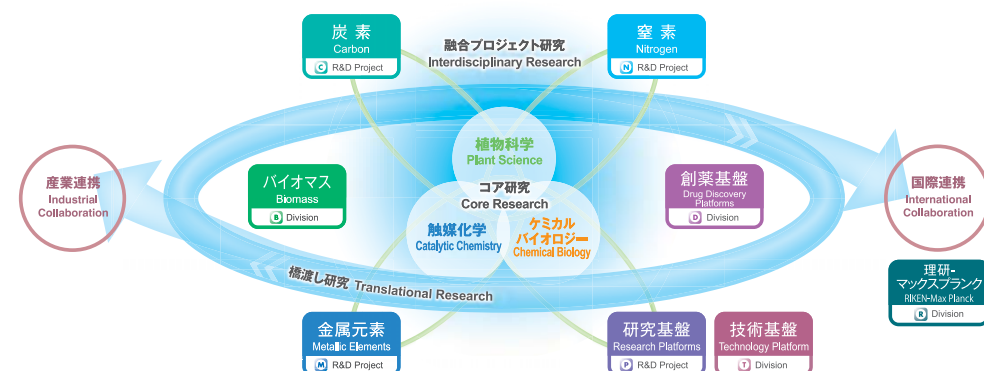 炭素
Carbon
C R&D Project
融合プロジェクト研究
Interdisciplinary Research
窒素
Nitrogen
N R&D Project
植物科学
Plant Science
産業連携
Industrial
Collaboration
バイオマス
Biomass
B Division
コア研究
Core Research
触媒化学
Catalytic Chemistry
ケミカル
バイオロジー
Chemical Biology
創薬基盤
Drug Discovery
Platforms
D Division
国際連携
International
Collaboration
橋渡し研究 Translational Research
理研-
マックスプランク
RIKEN-Max Planck
R Division
金属元素
Metallic Elements
M R&D Project
研究基盤
Research Platforms
P R&D Project
技術基盤
Technology Platform
T Division